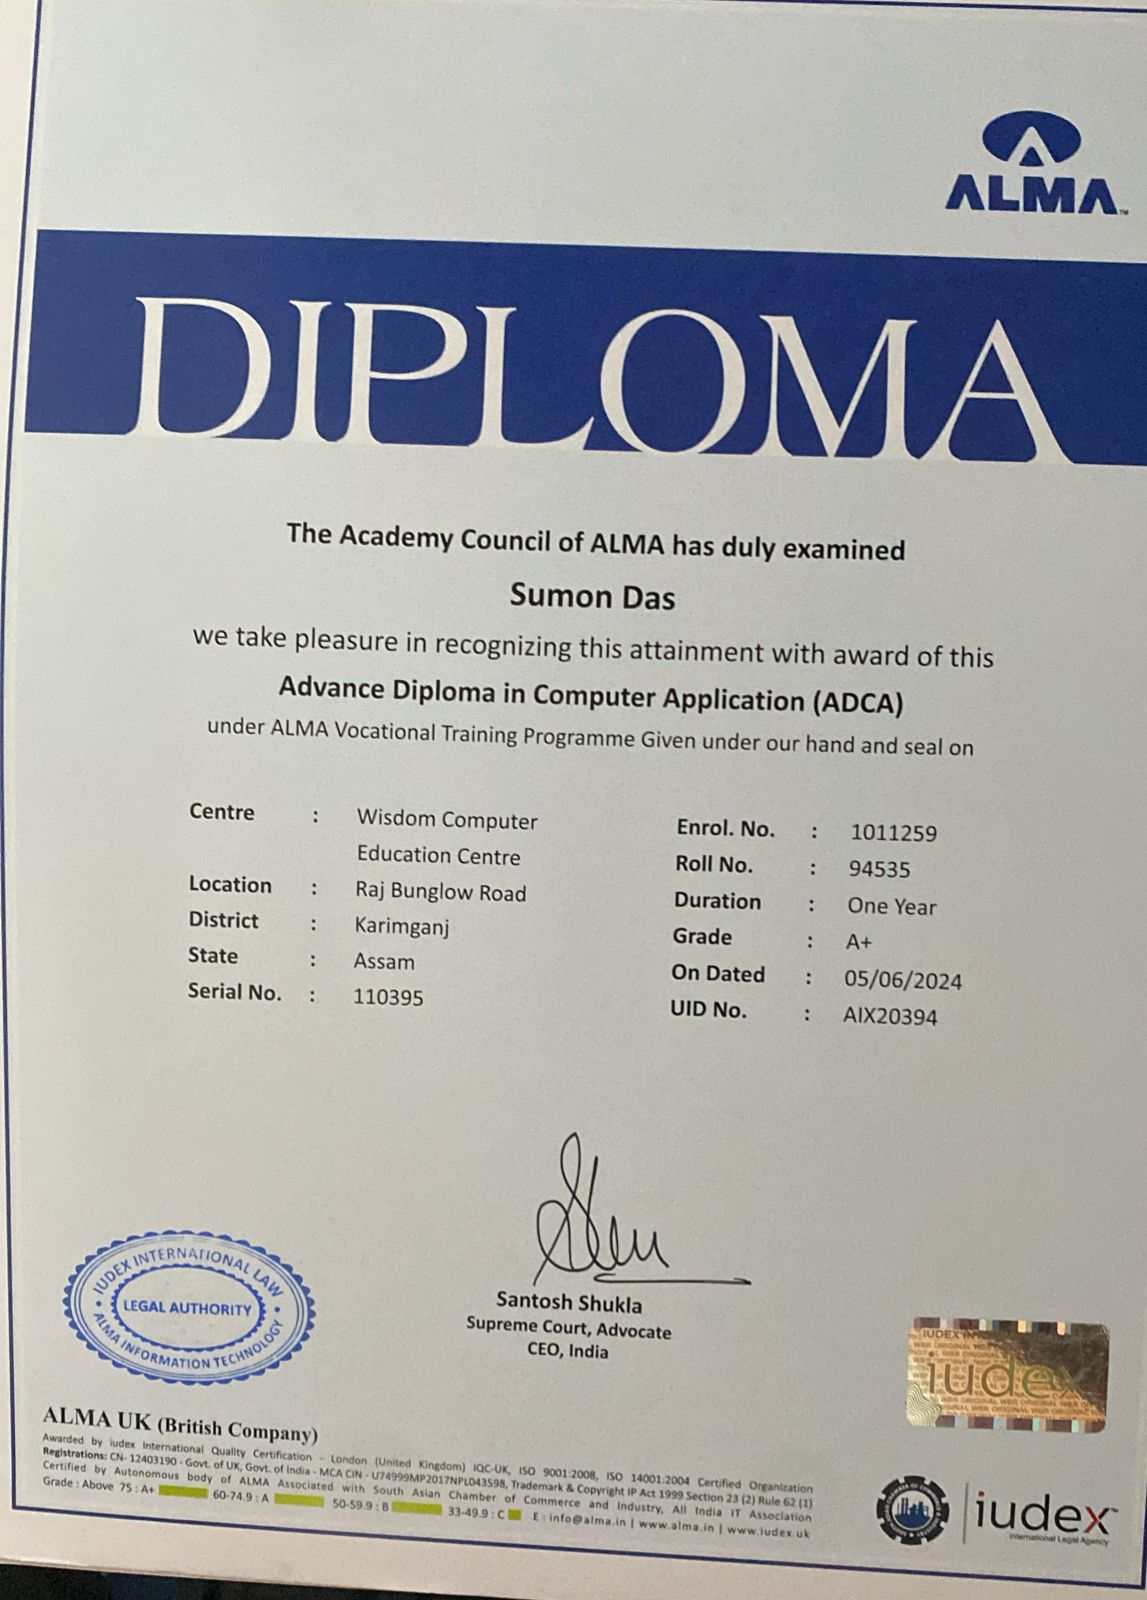 ALMA
DIPLOMA
The Academy Council of ALMA has duly examined
Sumon Das
we take pleasure in recognizing this attainment with award of this
Advance Diploma in Computer Application (ADCA)
under ALMA Vocational Training Programme Given under our hand and seal on
Centre : Wisdom Computer
Education Centre
Location : Raj Bunglow Road
District : Karimganj
State : Assam
Serial No. : 110395
Enrol. No. : 1011259
Roll No. : 94535
Duration : One Year
Grade : A+
On Dated : 05/06/2024
UID No. : AIX20394
IUDEX INTERNATIONAL LAW
LEGAL AUTHORITY
ALMA INFORMATION TECHNOLOGY
Santosh Shukla
Supreme Court, Advocate
CEO, India
iudex
ALMA UK (British Company)
Awarded by iudex International Quality Certification - London (United Kingdom) IQC-UK, ISO 9001:2008, ISO 14001:2004 Certified Organization
Registrations: CN- 12403190 - Govt. of UK, Govt. of India - MCA CIN - U74999MP2017NPL043598, Trademark & Copyright IP Act 1999 Section 23 (2) Rule 62 (1)
Certified by Autonomous body of ALMA Associated with South Asian Chamber of Commerce and Industry, All India IT Association
Grade : Above 75 : A+ 60-74.9 : A 50-59.9 : B 33-49.9 : C E : info@alma.in | www.alma.in | www.iudex.uk
iudex
International Legal Agency